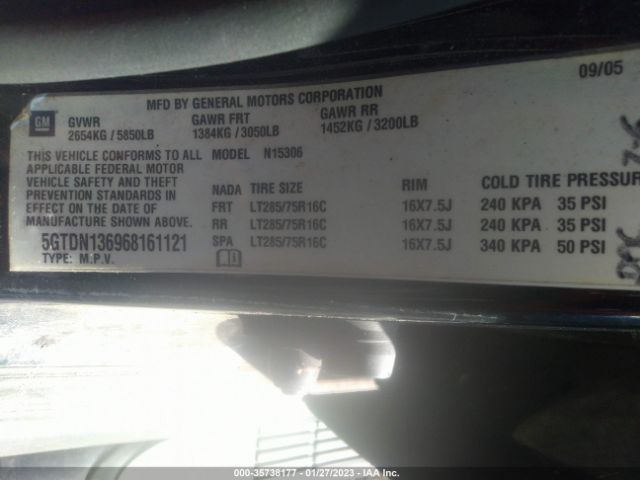 09/05
MFD BY GENERAL MOTORS CORPORATION
GM
GVWR GAWR FRT GAWR RR
2654KG / 5850LB 1384KG / 3050LB 1452KG / 3200LB
THIS VEHICLE CONFORMS TO ALL MODEL N15306
APPLICABLE FEDERAL MOTOR
VEHICLE SAFETY AND THEFT
PREVENTION STANDARDS IN
EFFECT ON THE DATE OF
MANUFACTURE SHOWN ABOVE.
5GTDN136968161121
TYPE: M.P.V.
NADA TIRE SIZE RIM COLD TIRE PRESSUR
FRT LT285/75R16C 16X7.5J 240 KPA 35 PSI
RR LT285/75R16C 16X7.5J 240 KPA 35 PSI
SPA LT285/75R16C 16X7.5J 340 KPA 50 PSI
000-35738177 - 01/27/2023 - IAA Corp.